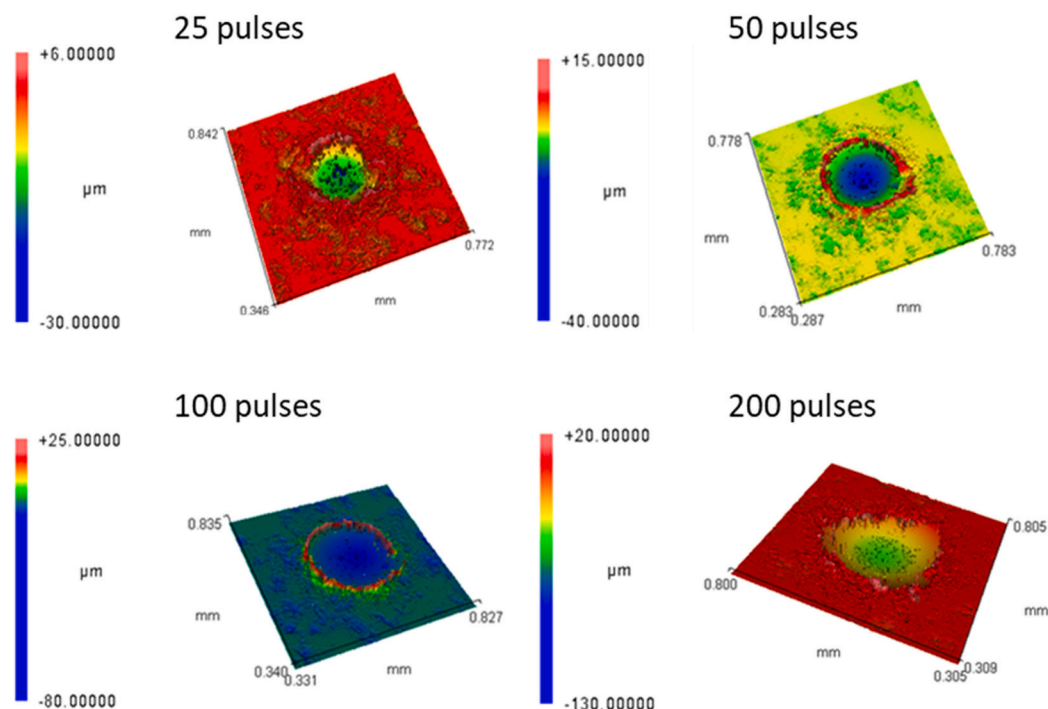 25 pulses
+6.00000
µm
-30.00000
0.842
mm
0.346
mm
0.772
50 pulses
+15.00000
µm
-40.00000
0.778
mm
0.283
0.287
mm
0.783
100 pulses
+25.00000
µm
-80.00000
0.835
mm
0.340
0.331
mm
0.827
200 pulses
+20.00000
µm
-130.00000
0.800
mm
0.305
0.309
mm
0.805